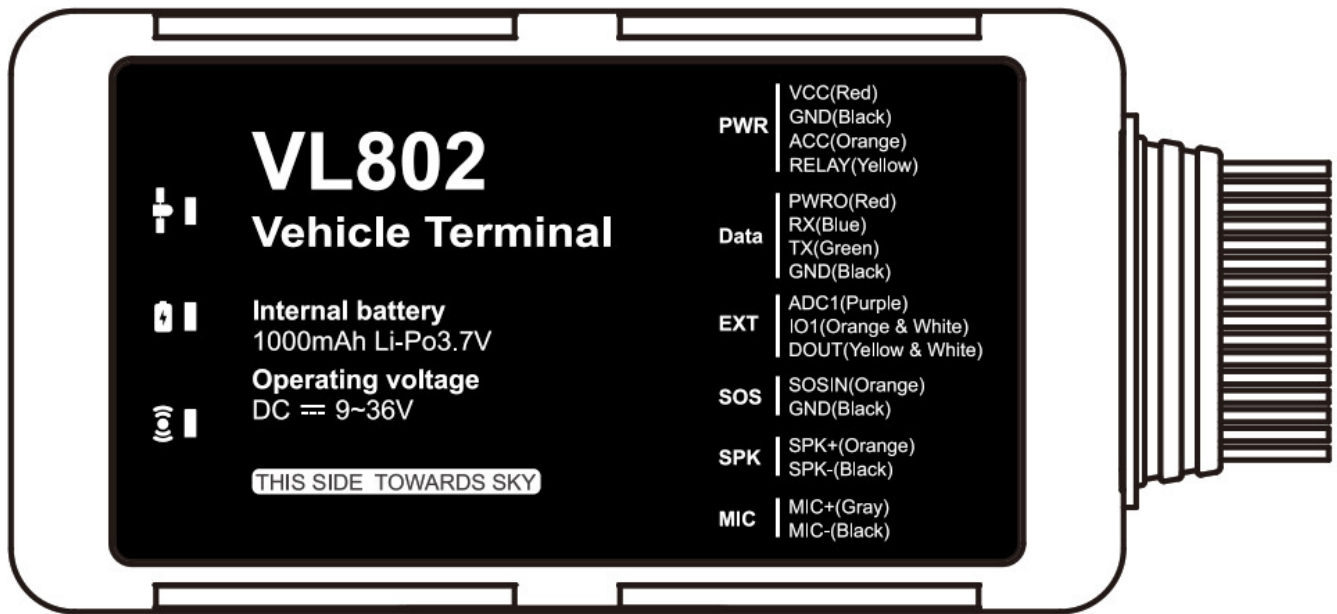 VL802
Vehicle Terminal
Internal battery
1000mAh Li-Po3.7V
Operating voltage
DC ⎓ 9~36V
THIS SIDE TOWARDS SKY
PWR
VCC(Red)
GND(Black)
ACC(Orange)
RELAY(Yellow)
Data
PWRO(Red)
RX(Blue)
TX(Green)
GND(Black)
EXT
ADC1(Purple)
IO1(Orange & White)
DOUT(Yellow & White)
SOS
SOSIN(Orange)
GND(Black)
SPK
SPK+(Orange)
SPK-(Black)
MIC
MIC+(Gray)
MIC-(Black)